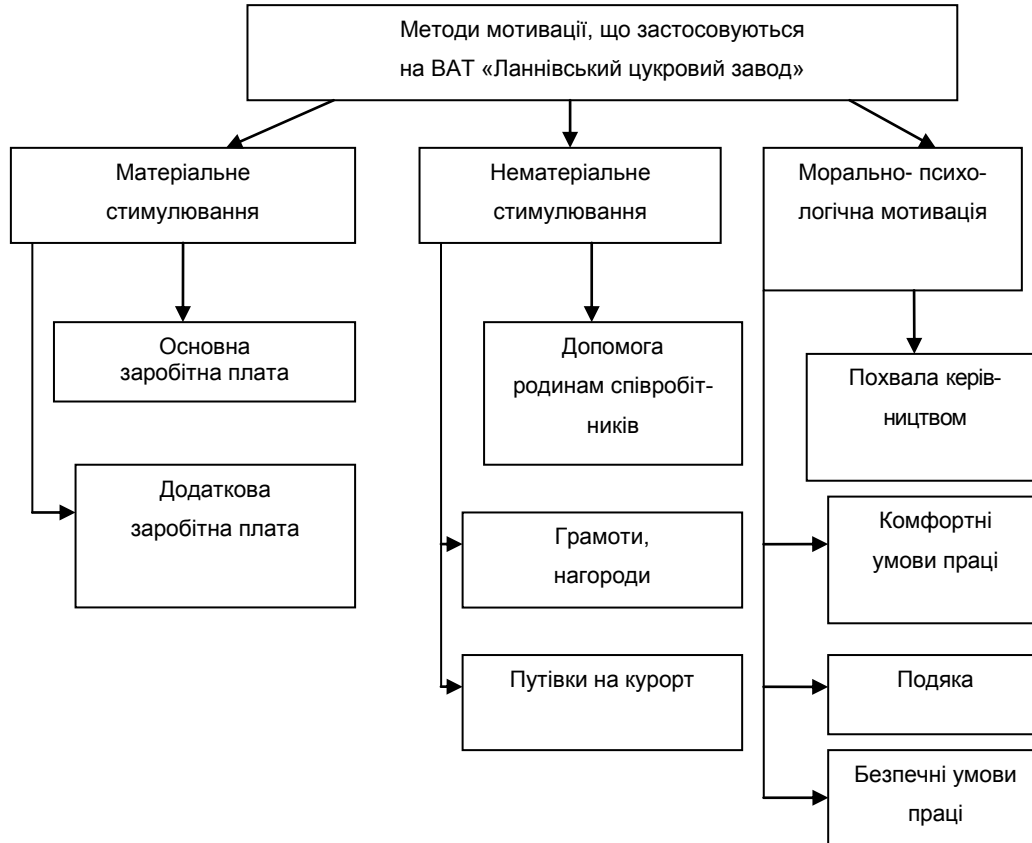 Методи мотивації, що застосовуються
на ВАТ «Ланнівський цукровий завод»
Матеріальне
стимулювання
Нематеріальне
стимулювання
Морально- психо-
логічна мотивація
Основна
заробітна плата
Допомога
родинам співробіт-
ників
Похвала керів-
ництвом
Додаткова
заробітна плата
Грамоти,
нагороди
Комфортні
умови праці
Путівки на курорт
Подяка
Безпечні умови
праці